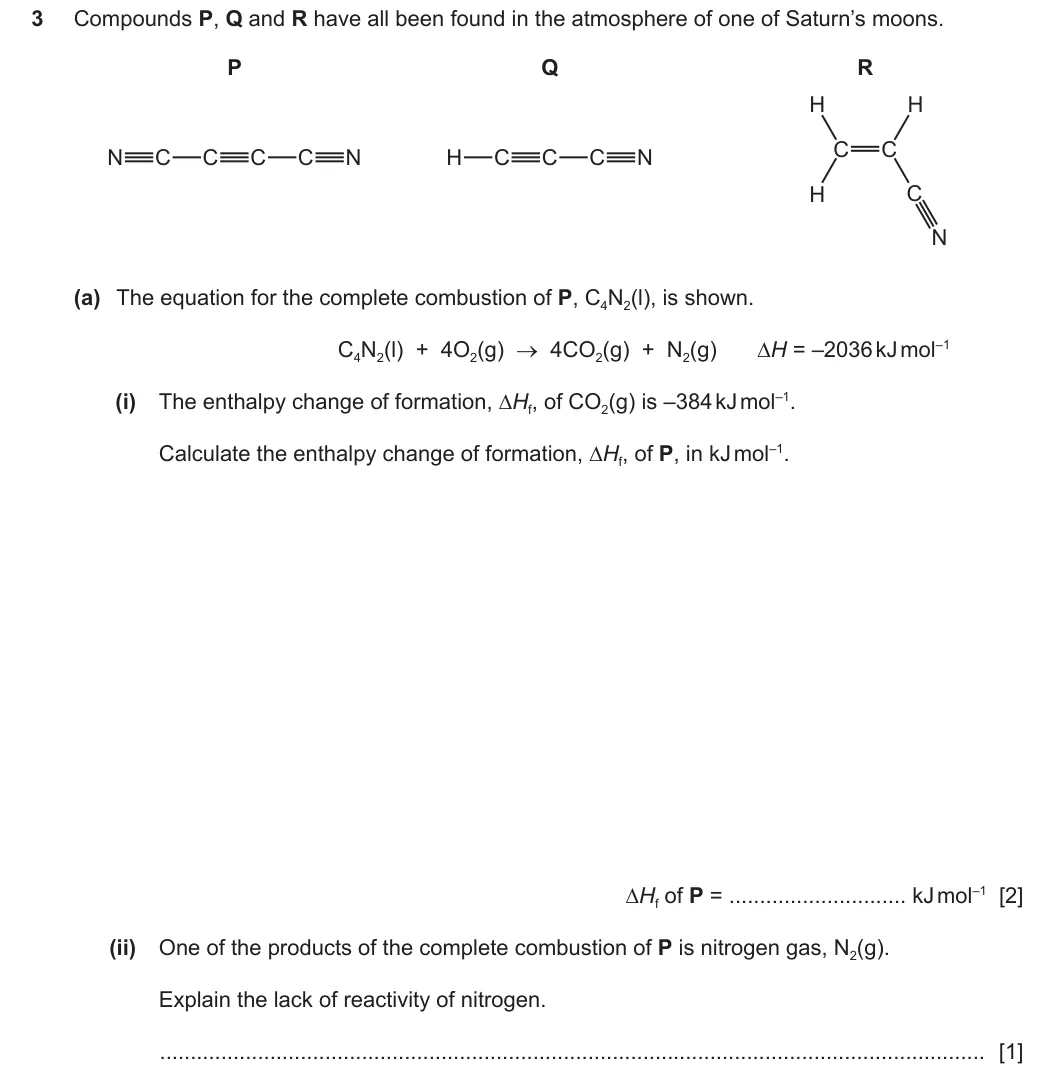 3 Compounds P, Q and R have all been found in the atmosphere of one of Saturn's moons.
P Q R
N≡C—C≡C—C≡N H—C≡C—C≡N
H H
C=C
H C
N
(a) The equation for the complete combustion of P, C₄N₂(l), is shown.
C₄N₂(l) + 4O₂(g) → 4CO₂(g) + N₂(g) ΔH = –2036 kJ mol⁻¹
(i) The enthalpy change of formation, ΔHf, of CO₂(g) is –384 kJ mol⁻¹.
Calculate the enthalpy change of formation, ΔHf, of P, in kJ mol⁻¹.
ΔHf of P = ............................. kJ mol⁻¹ [2]
(ii) One of the products of the complete combustion of P is nitrogen gas, N₂(g).
Explain the lack of reactivity of nitrogen.
....................................................................................................................................... [1]